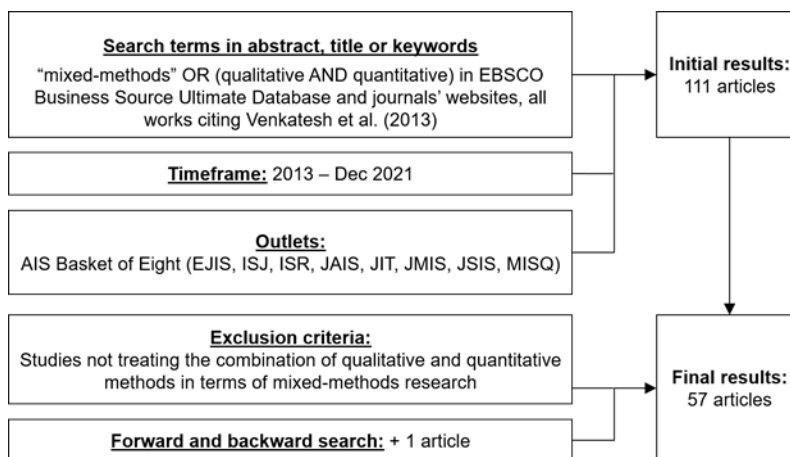 Search terms in abstract, title or keywords
“mixed-methods” OR (qualitative AND quantitative) in EBSCO
Business Source Ultimate Database and journals’ websites, all
works citing Venkatesh et al. (2013)
Initial results:
111 articles
Timeframe: 2013 – Dec 2021
Outlets:
AIS Basket of Eight (EJIS, ISJ, ISR, JAIS, JIT, JMIS, JSIS, MISQ)
Exclusion criteria:
Studies not treating the combination of qualitative and quantitative
methods in terms of mixed-methods research
Final results:
57 articles
Forward and backward search: + 1 article